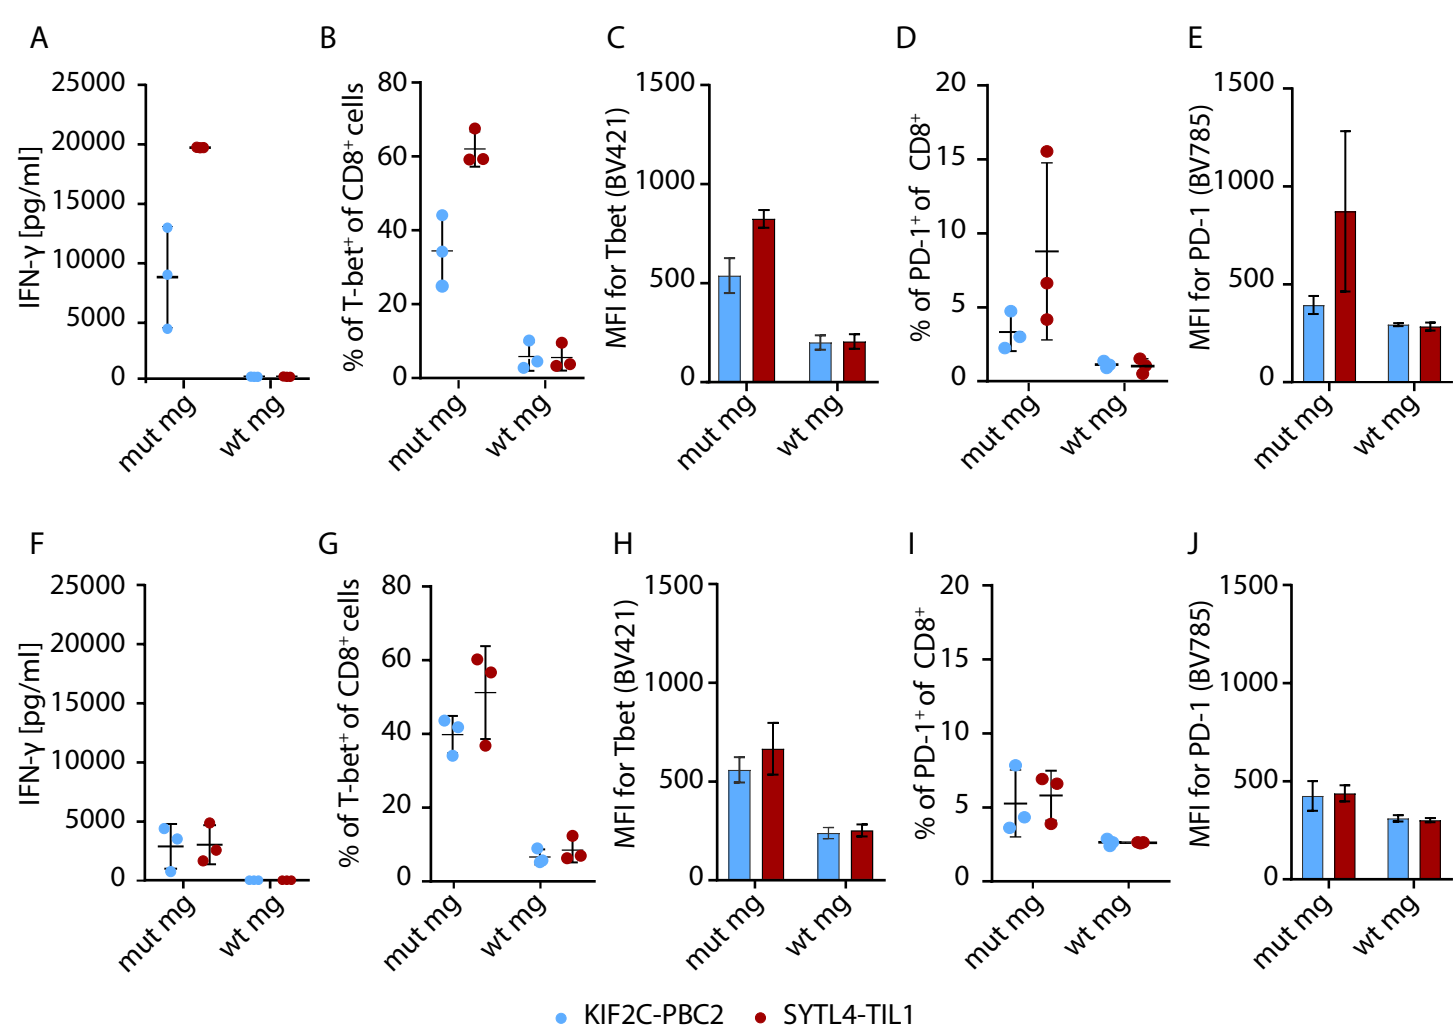 A
IFN-γ [pg/ml]
25000
20000
15000
10000
5000
0
mut mg
wt mg
B
% of T-bet⁺ of CD8⁺ cells
80
60
40
20
0
mut mg
wt mg
C
MFI for Tbet (BV421)
1500
1000
500
0
mut mg
wt mg
D
% of PD-1⁺ of CD8⁺
20
15
10
5
0
mut mg
wt mg
E
MFI for PD-1 (BV785)
1500
1000
500
0
mut mg
wt mg
F
IFN-γ [pg/ml]
25000
20000
15000
10000
5000
0
mut mg
wt mg
G
% of T-bet⁺ of CD8⁺ cells
80
60
40
20
0
mut mg
wt mg
H
MFI for Tbet (BV421)
1500
1000
500
0
mut mg
wt mg
I
% of PD-1⁺ of CD8⁺
20
15
10
5
0
mut mg
wt mg
J
MFI for PD-1 (BV785)
1500
1000
500
0
mut mg
wt mg
KIF2C-PBC2 SYTL4-TIL1